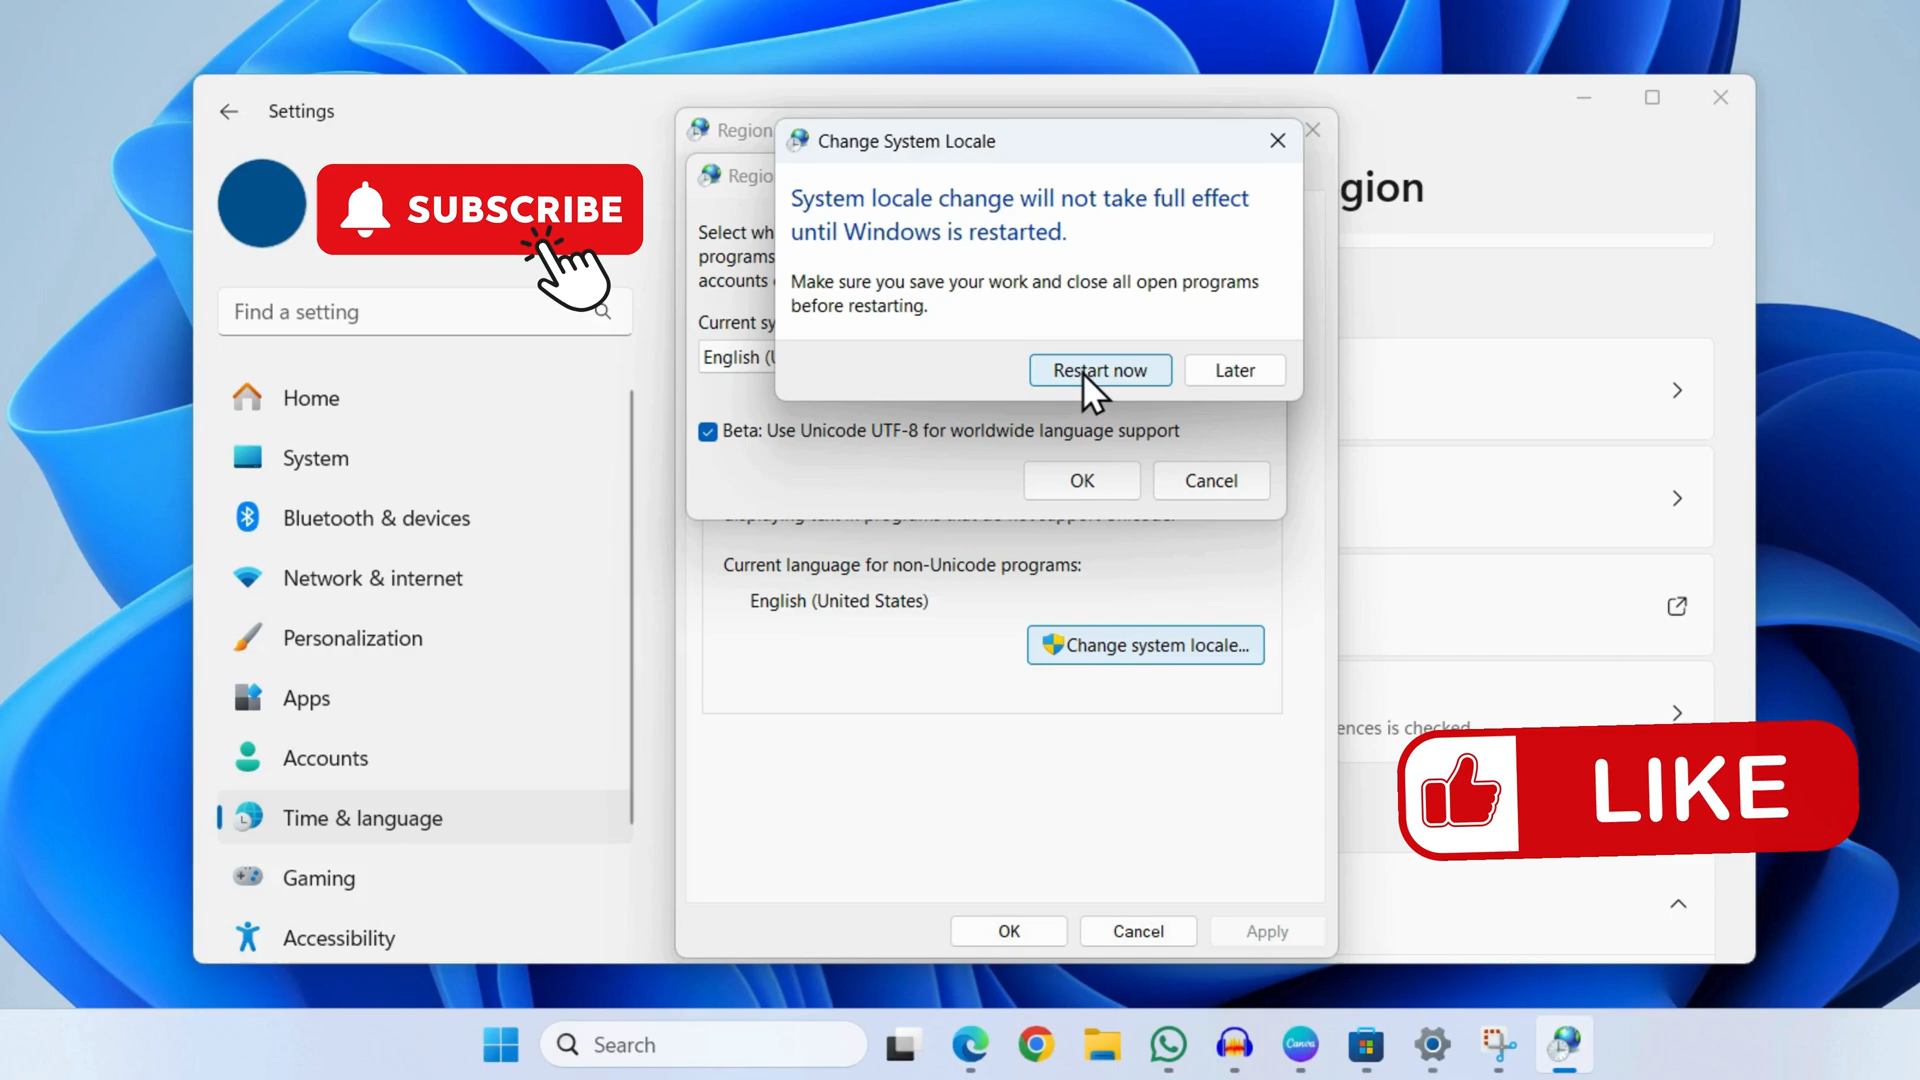 Settings
SUBSCRIBE
Find a setting
Home
System
Bluetooth & devices
Network & internet
Personalization
Apps
Accounts
Time & language
Gaming
Accessibility
Region
Change System Locale
System locale change will not take full effect
until Windows is restarted.
Make sure you save your work and close all open programs
before restarting.
Restart now
Later
Select
programs
accounts
Current
English
Beta: Use Unicode UTF-8 for worldwide language support
OK
Cancel
Current language for non-Unicode programs:
English (United States)
Change system locale...
OK
Cancel
Apply
gion
ences is checked
LIKE
Search
Canva